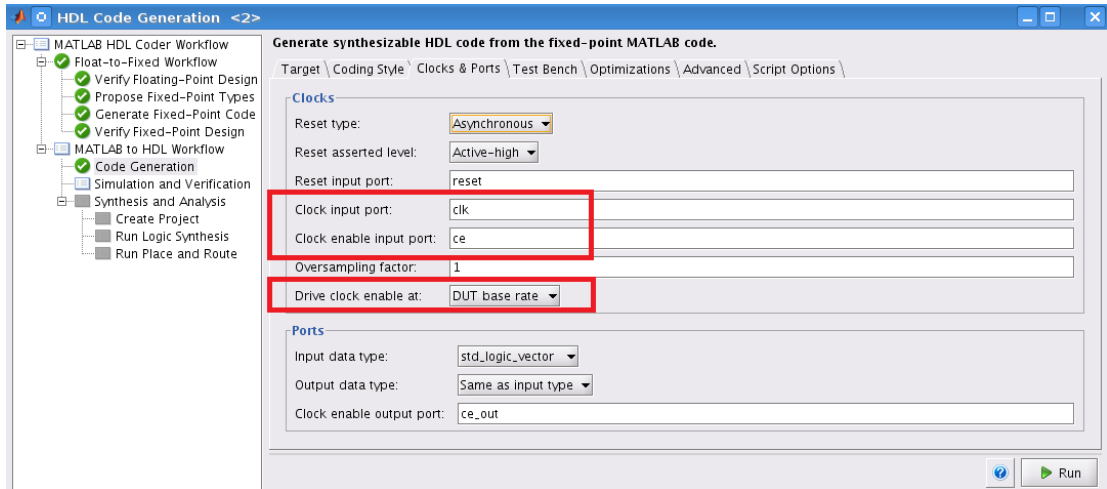 HDL Code Generation <2>
MATLAB HDL Coder Workflow
Float-to-Fixed Workflow
Verify Floating-Point Design
Propose Fixed-Point Types
Generate Fixed-Point Code
Verify Fixed-Point Design
MATLAB to HDL Workflow
Code Generation
Simulation and Verification
Synthesis and Analysis
Create Project
Run Logic Synthesis
Run Place and Route
Generate synthesizable HDL code from the fixed-point MATLAB code.
Target Coding Style Clocks & Ports Test Bench Optimizations Advanced Script Options
Clocks
Reset type: Asynchronous
Reset asserted level: Active-high
Reset input port: reset
Clock input port: clk
Clock enable input port: ce
Oversampling factor: 1
Drive clock enable at: DUT base rate
Ports
Input data type: std_logic_vector
Output data type: Same as input type
Clock enable output port: ce_out
? Run